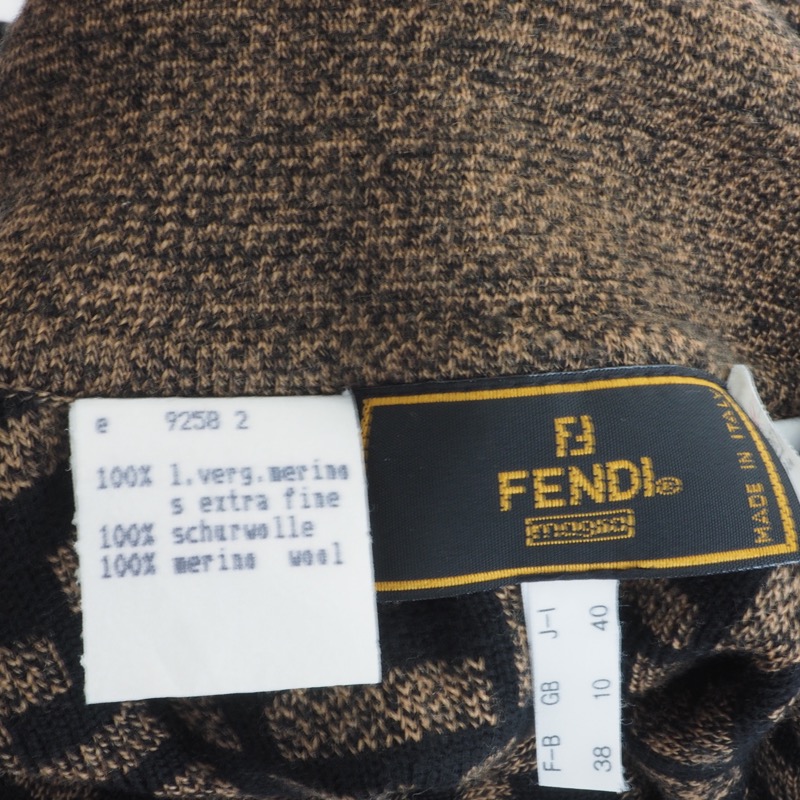 e 9258 2
100% l.verg.merino
s extra fine
100% schurwolle
100% merino wool
FENDI®
maglia
MADE IN ITALY
J-I 40
GB 10
F-B 38